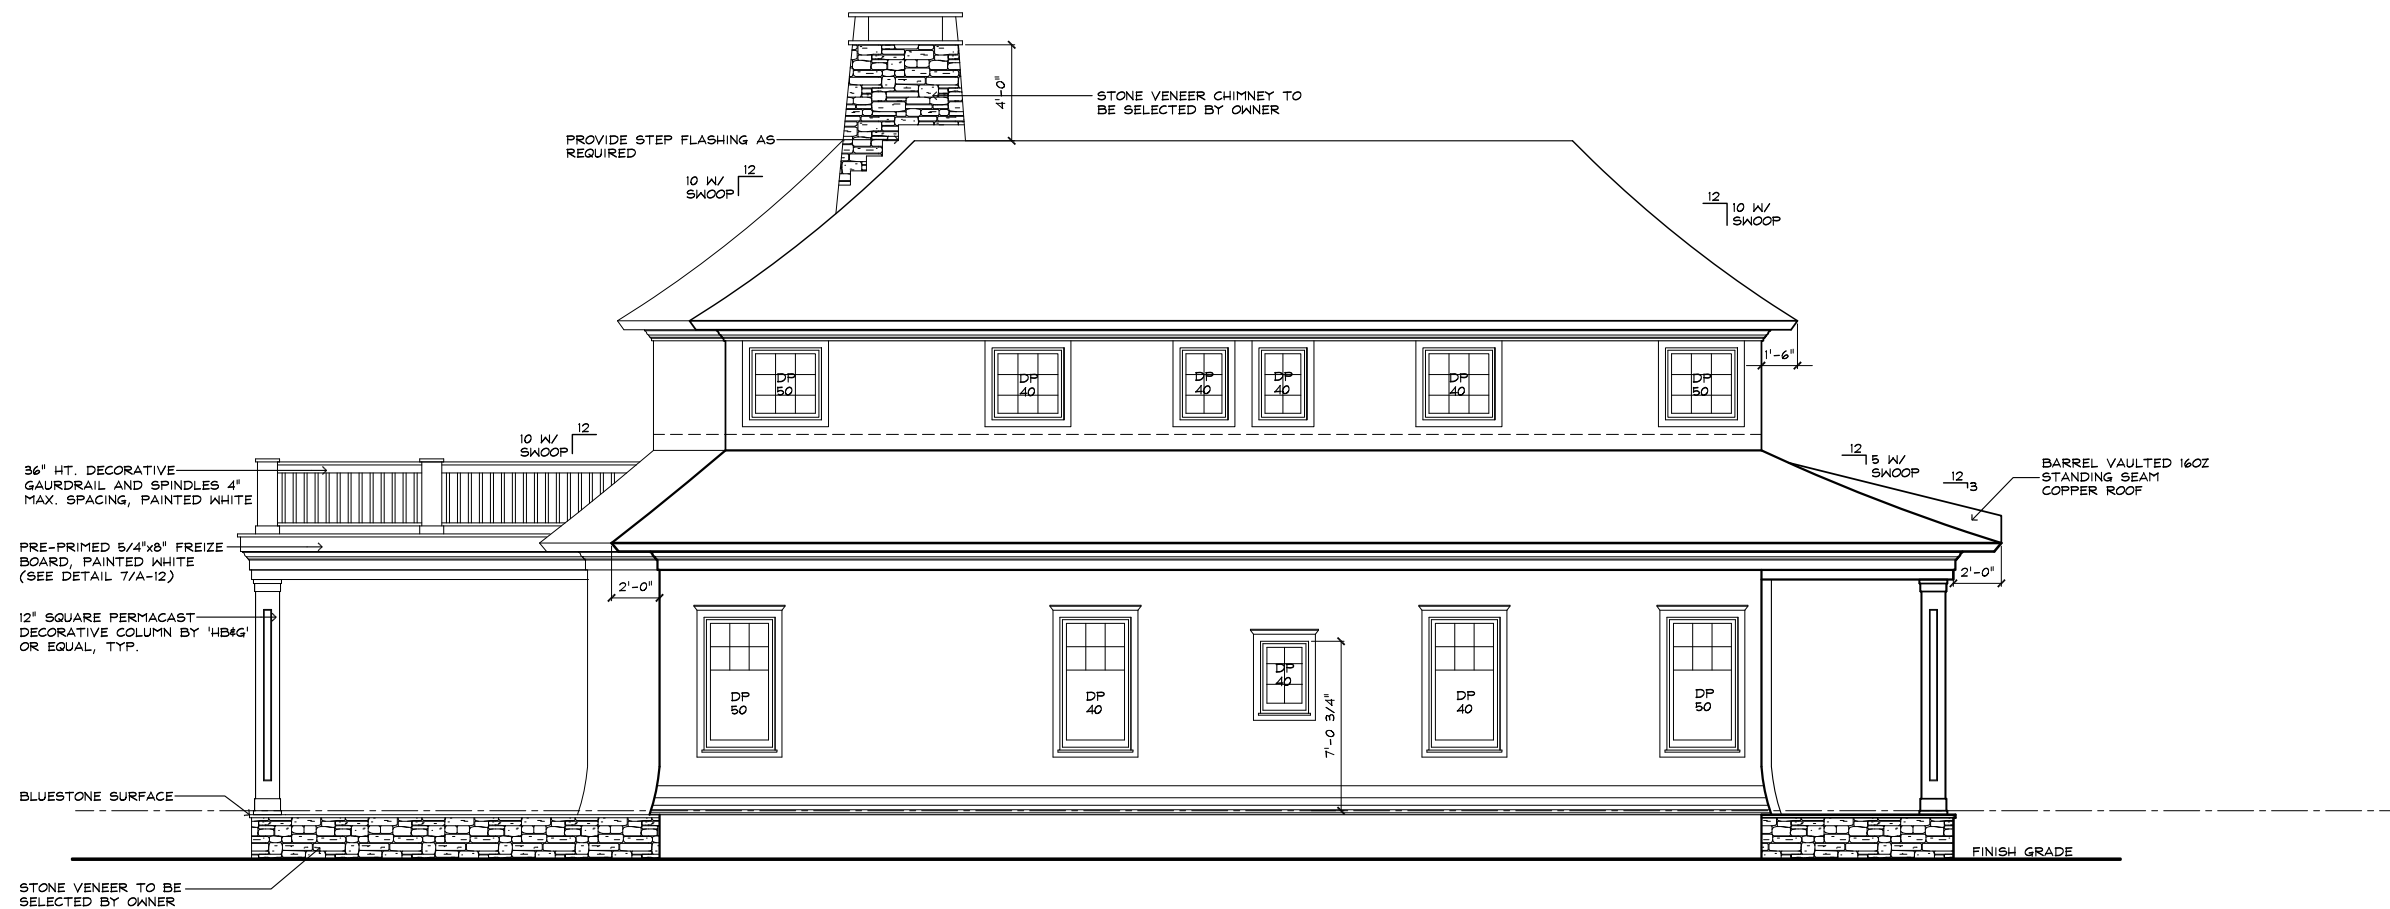 4'-0"
STONE VENEER CHIMNEY TO
BE SELECTED BY OWNER
PROVIDE STEP FLASHING AS
REQUIRED
12
10 W/
SWOOP
12
10 W/
SWOOP
1'-6"
DP
50
DP
40
DP
40
DP
40
DP
40
DP
50
12
10 W/
SWOOP
12
5 W/
SWOOP
12
3
BARREL VAULTED 16OZ
STANDING SEAM
COPPER ROOF
36" HT. DECORATIVE
GAURDRAIL AND SPINDLES 4"
MAX. SPACING, PAINTED WHITE
PRE-PRIMED 5/4"x8" FREIZE
BOARD, PAINTED WHITE
(SEE DETAIL 7/A-12)
2'-0"
2'-0"
12" SQUARE PERMACAST
DECORATIVE COLUMN BY 'HB&G'
OR EQUAL, TYP.
DP
50
DP
40
DP
40
7'-0 3/4"
DP
40
DP
50
BLUESTONE SURFACE
FINISH GRADE
STONE VENEER TO BE
SELECTED BY OWNER